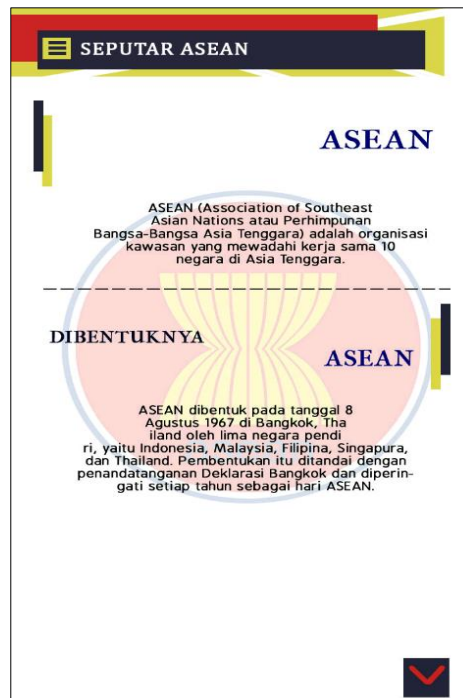 SEPUTAR ASEAN
ASEAN
ASEAN (Association of Southeast
Asian Nations atau Perhimpunan
Bangsa-Bangsa Asia Tenggara) adalah organisasi
kawasan yang mewadahi kerja sama 10
negara di Asia Tenggara.
DIBENTUKNYA
ASEAN
ASEAN dibentuk pada tanggal 8
Agustus 1967 di Bangkok, Tha
iland oleh lima negara pendi
ri, yaitu Indonesia, Malaysia, Filipina, Singapura,
dan Thailand. Pembentukan itu ditandai dengan
penandatanganan Deklarasi Bangkok dan diperin-
gati setiap tahun sebagai hari ASEAN.